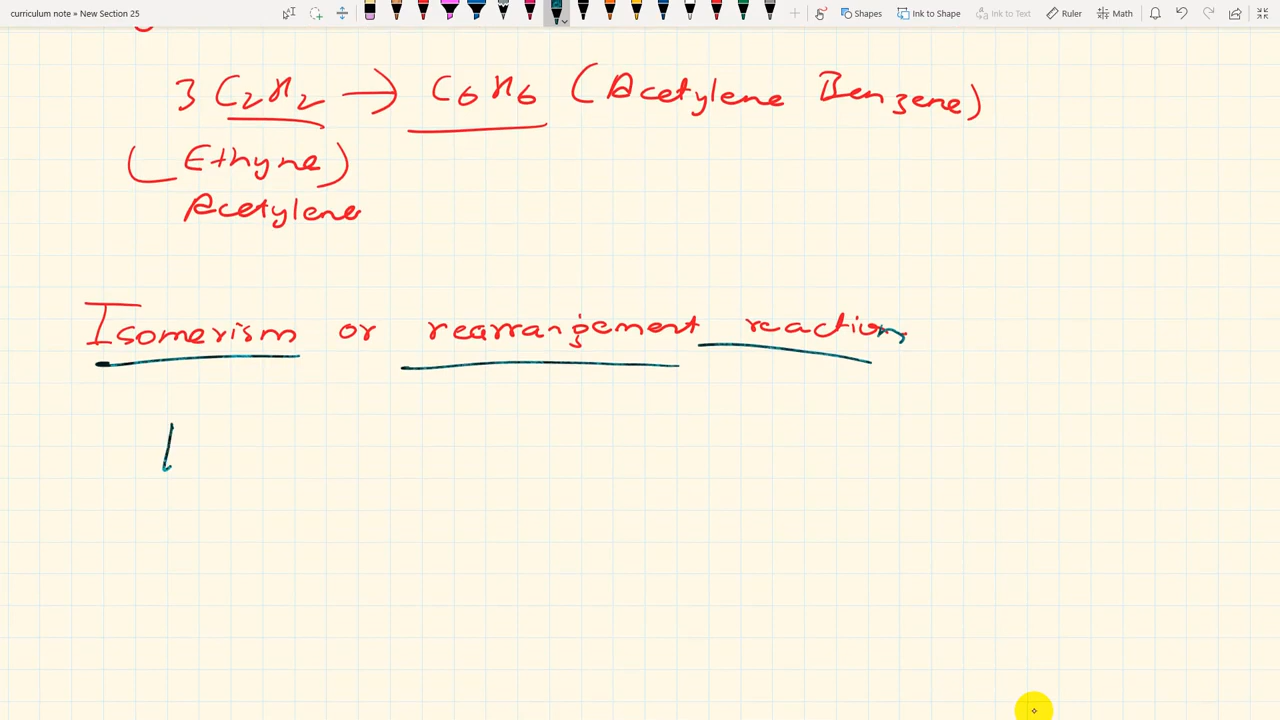 curriculum note » New Section 25
Shapes
Ink to Shape
Ink to Text
Ruler
Math
3 C2H2 → C6H6 (Acetylene Benzene)
(Ethyne)
Acetylene
Isomerism or rearrangement reaction